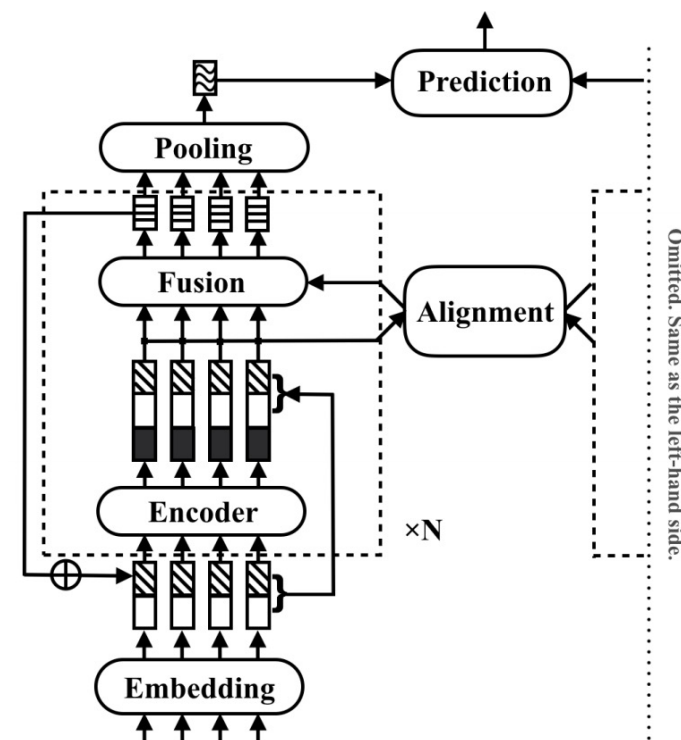 Prediction
Pooling
Fusion
Alignment
Encoder
×N
Embedding
Omitted. Same as the left-hand side.